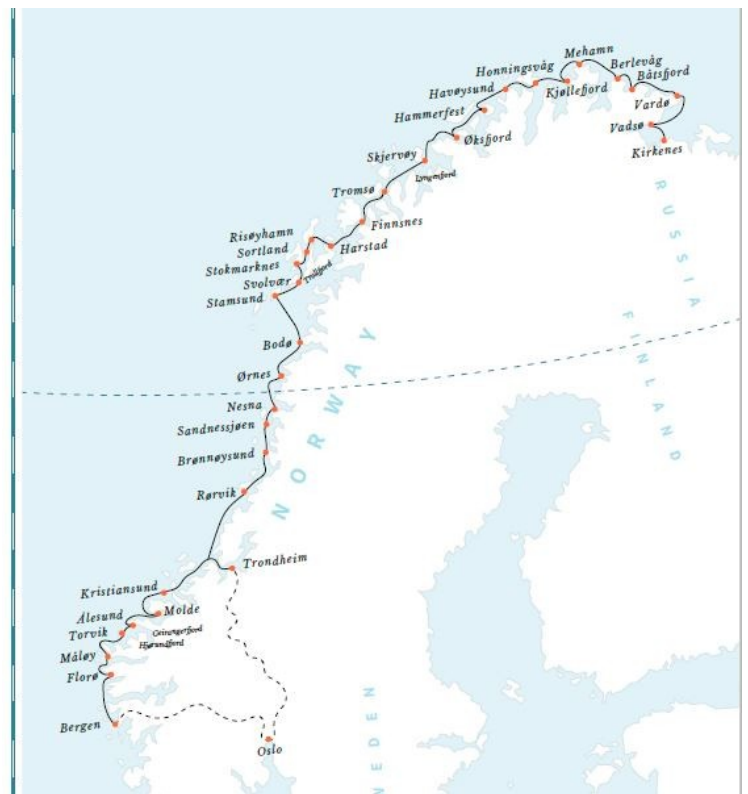 Mehamn
Honningsvåg
Berlevåg
Havøysund
Kjøllefjord
Båtsfjord
Hammerfest
Vardø
Øksfjord
Vadsø
Kirkenes
Skjervøy
Lyngenfjord
Tromsø
RUSSIA
Finnsnes
Risøyhamn
Harstad
Sortland
Stokmarknes
Trollfjord
Svolvær
Stamsund
FINLAND
Bodø
NORWAY
Ørnes
Nesna
Sandnessjøen
Brønnøysund
Rørvik
Trondheim
Kristiansund
Molde
Ålesund
Geirangerfjord
Torvik
Hjørundfjord
Måløy
Florø
Bergen
Oslo
WEDEN